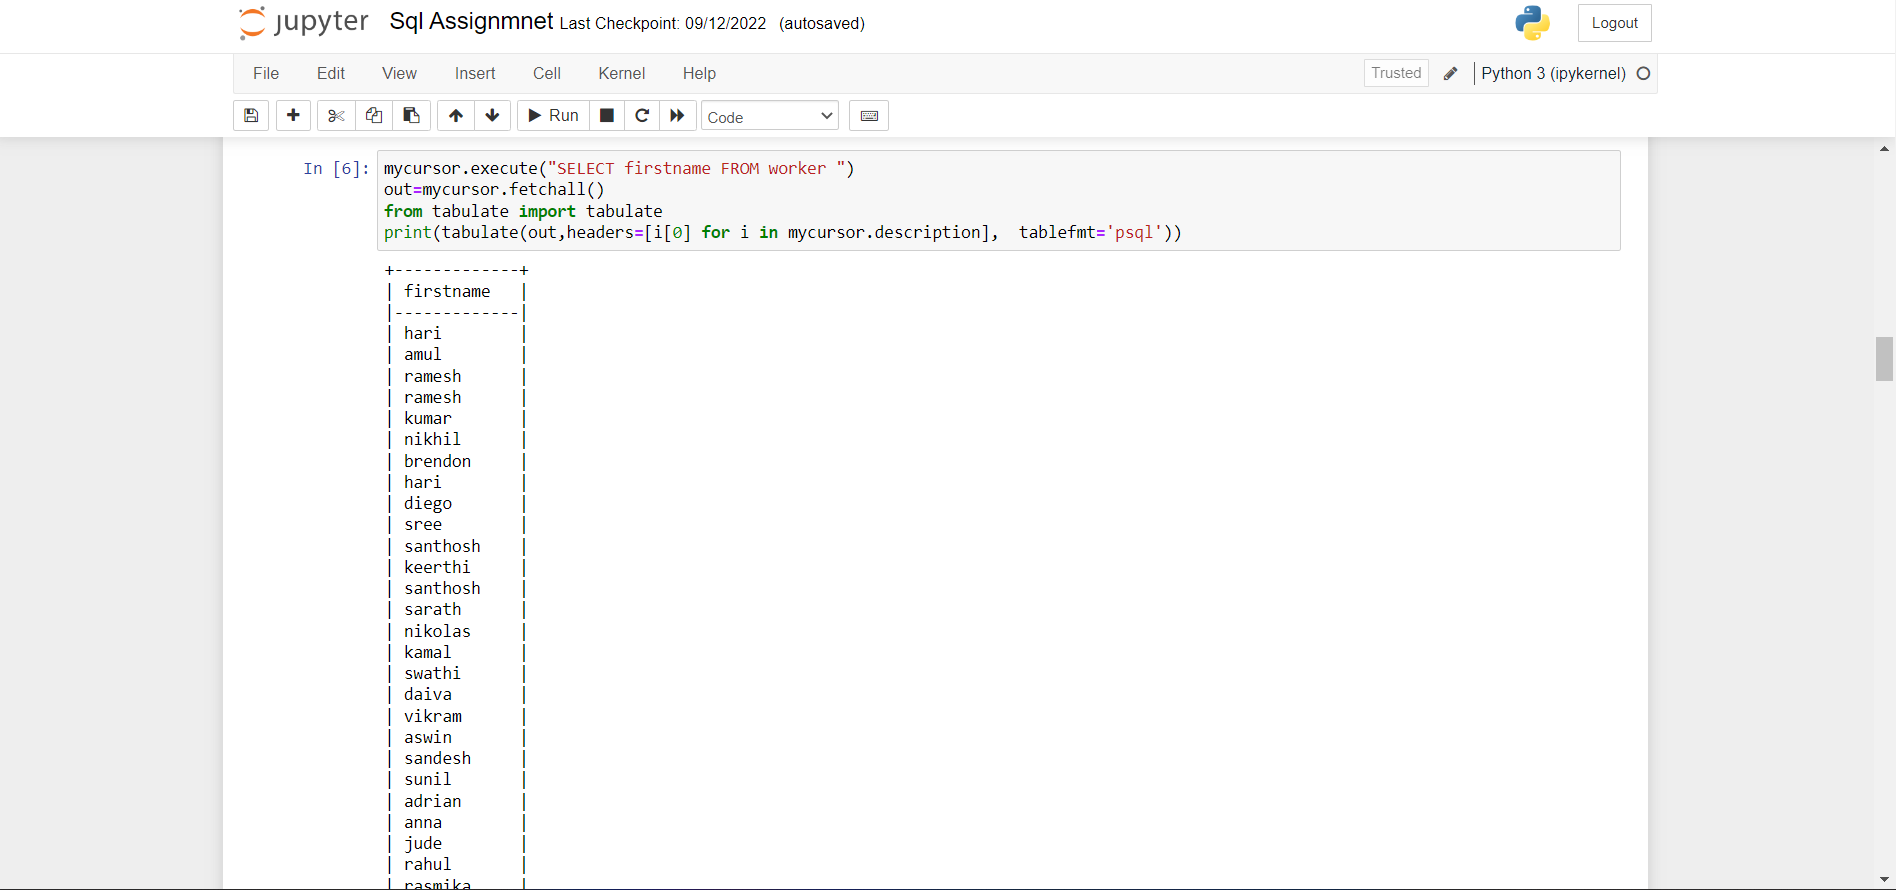 jupyter Sql Assignmnet Last Checkpoint: 09/12/2022 (autosaved) Logout
File Edit View Insert Cell Kernel Help Trusted Python 3 (ipykernel)
Run Code
In [6]: mycursor.execute("SELECT firstname FROM worker ")
out=mycursor.fetchall()
from tabulate import tabulate
print(tabulate(out,headers=[i[0] for i in mycursor.description],  tablefmt='psql'))
+-------------+
| firstname   |
|-------------|
| hari        |
| amul        |
| ramesh      |
| ramesh      |
| kumar       |
| nikhil      |
| brendon     |
| hari        |
| diego       |
| sree        |
| santhosh    |
| keerthi     |
| santhosh    |
| sarath      |
| nikolas     |
| kamal       |
| swathi      |
| daiva       |
| vikram      |
| aswin       |
| sandesh     |
| sunil       |
| adrian      |
| anna        |
| jude        |
| rahul       |
| rasmika     |